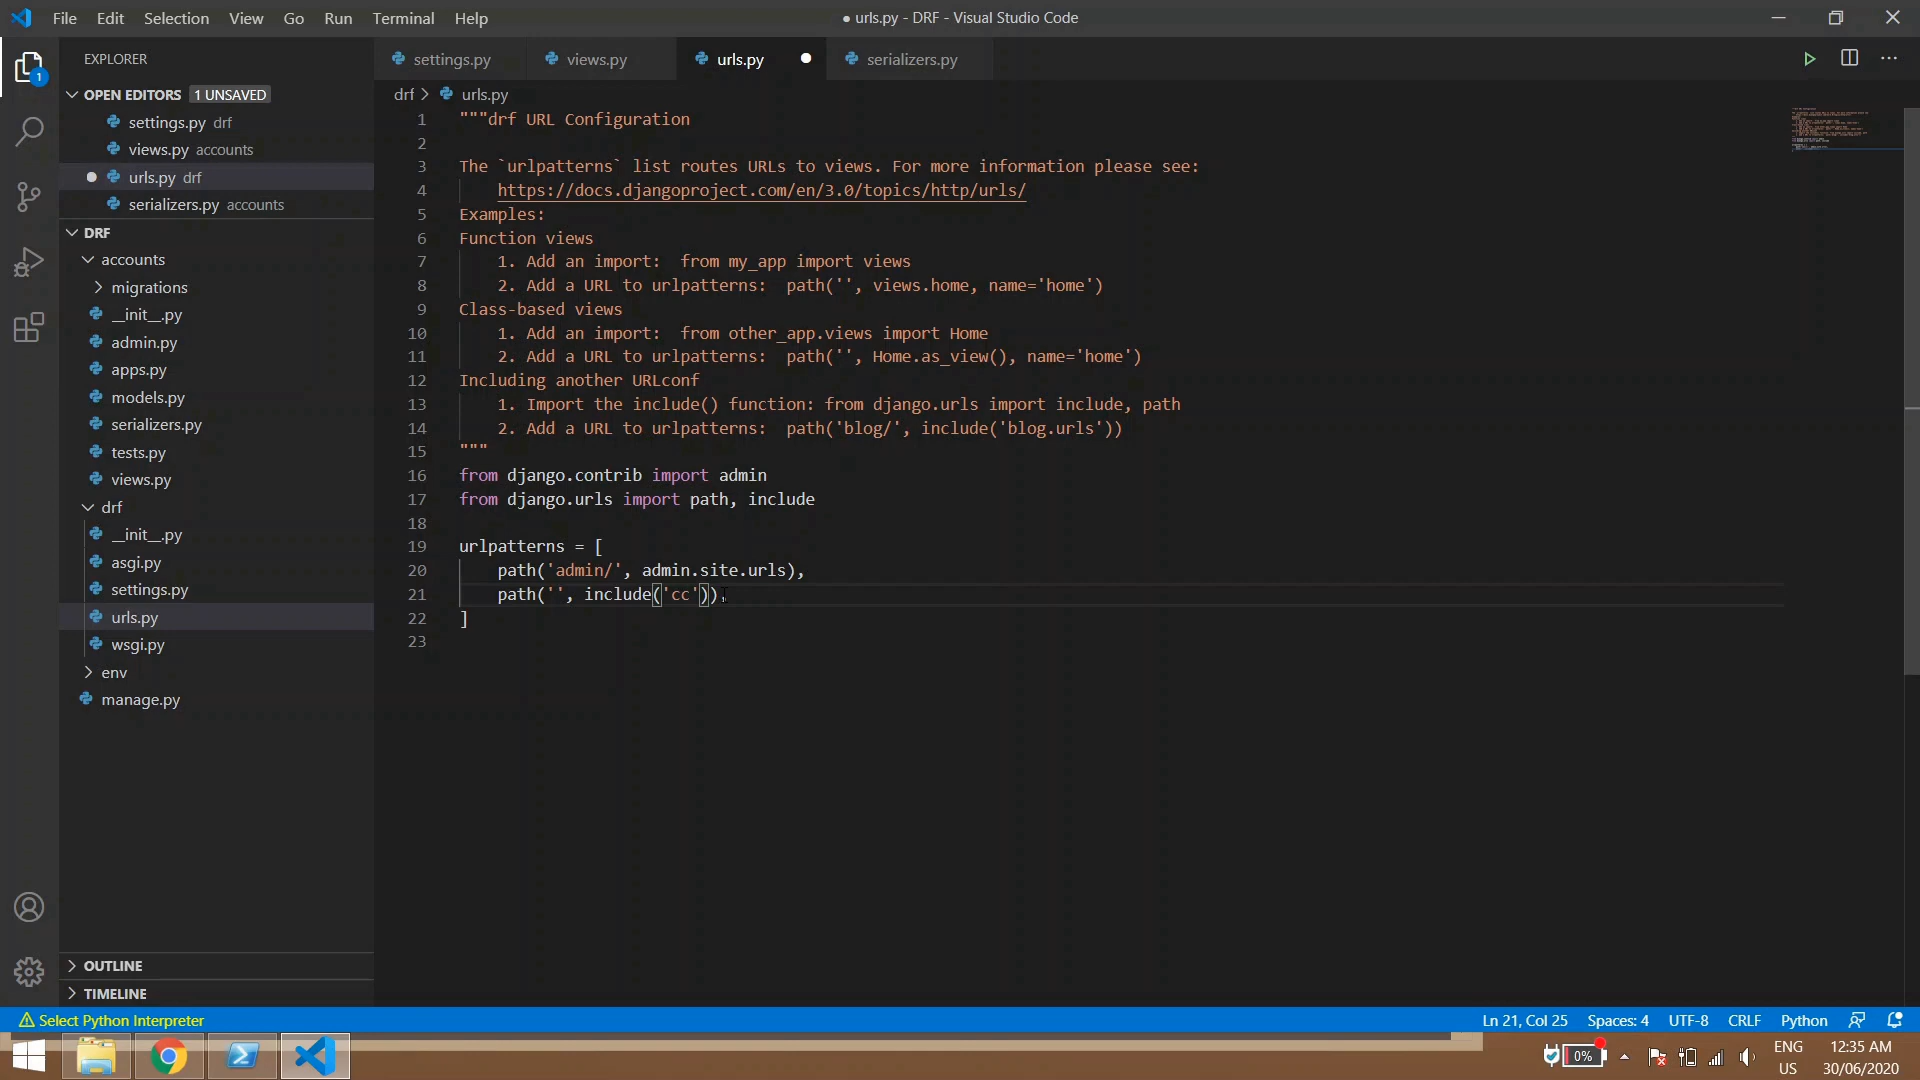 File Edit Selection View Go Run Terminal Help
● urls.py - DRF - Visual Studio Code
EXPLORER
OPEN EDITORS 1 UNSAVED
settings.py drf
views.py accounts
urls.py drf
serializers.py accounts
DRF
accounts
migrations
__init__.py
admin.py
apps.py
models.py
serializers.py
tests.py
views.py
drf
__init__.py
asgi.py
settings.py
urls.py
wsgi.py
env
manage.py
OUTLINE
TIMELINE
1
settings.py views.py urls.py serializers.py
drf > urls.py
1 """drf URL Configuration
2
3 The `urlpatterns` list routes URLs to views. For more information please see:
4 https://docs.djangoproject.com/en/3.0/topics/http/urls/
5 Examples:
6 Function views
7 1. Add an import:  from my_app import views
8 2. Add a URL to urlpatterns:  path('', views.home, name='home')
9 Class-based views
10 1. Add an import:  from other_app.views import Home
11 2. Add a URL to urlpatterns:  path('', Home.as_view(), name='home')
12 Including another URLconf
13 1. Import the include() function: from django.urls import include, path
14 2. Add a URL to urlpatterns:  path('blog/', include('blog.urls'))
15 """
16 from django.contrib import admin
17 from django.urls import path, include
18
19 urlpatterns = [
20 path('admin/', admin.site.urls),
21 path('', include('cc')),
22 ]
23
Select Python Interpreter
Ln 21, Col 25 Spaces: 4 UTF-8 CRLF Python
0%
ENG
US
12:35 AM
30/06/2020